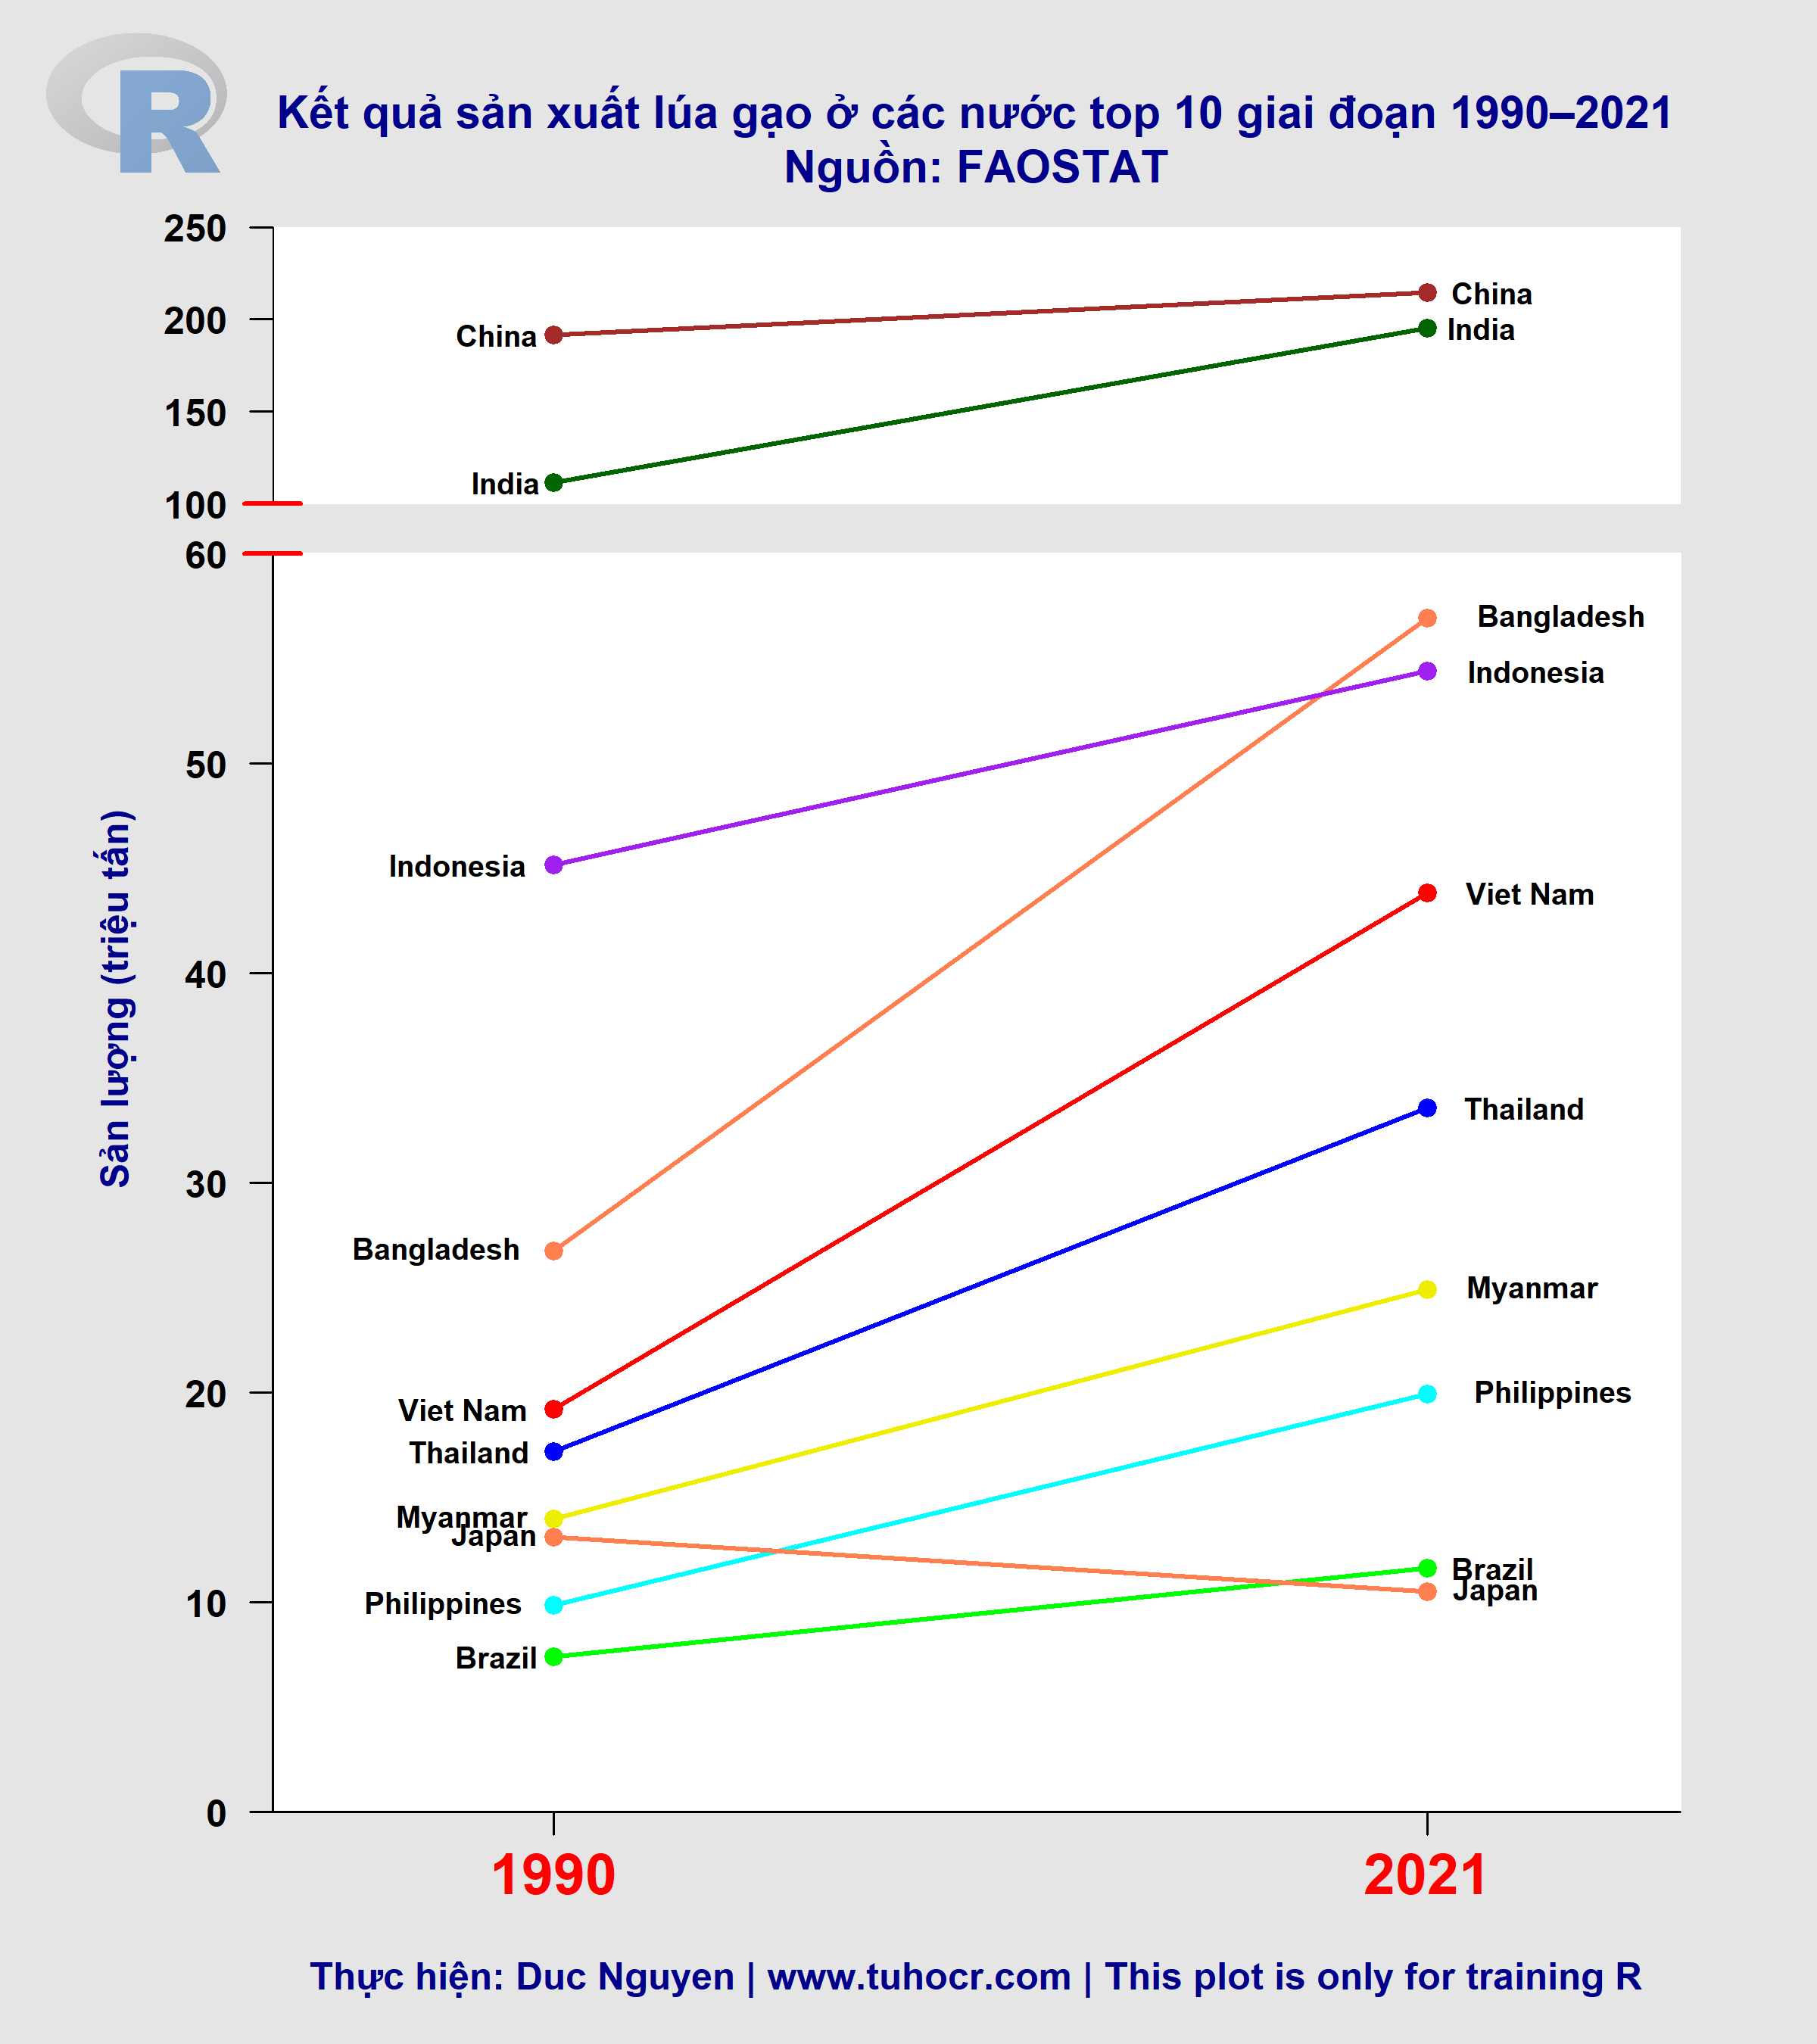 R
Kết quả sản xuất lúa gạo ở các nước top 10 giai đoạn 1990–2021
Nguồn: FAOSTAT
250
200
150
100
China
India
China
India
Sản lượng (triệu tấn)
60
50
40
30
20
10
0
Indonesia
Bangladesh
Viet Nam
Thailand
Myanmar
Japan
Philippines
Brazil
Bangladesh
Indonesia
Viet Nam
Thailand
Myanmar
Philippines
Brazil
Japan
1990
2021
Thực hiện: Duc Nguyen | www.tuhocr.com | This plot is only for training R